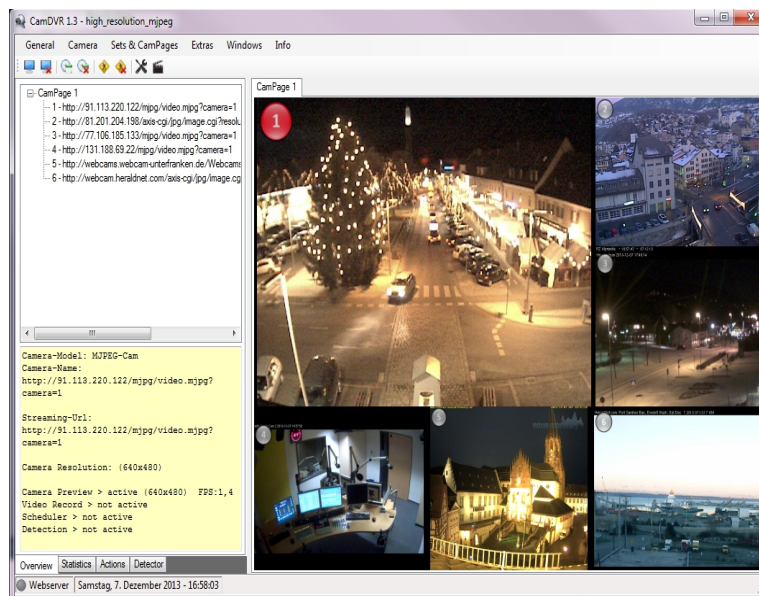 CamDVR 1.3 - high_resolution_mjpeg
General Camera Sets & CamPages Extras Windows Info
CamPage 1
CamPage 1
1 - http://91.113.220.122/mjpg/video.mjpg?camera=1
2 - http://81.201.204.198/axis-cgi/jpg/image.cgi?resolu
3 - http://77.106.185.133/mjpg/video.mjpg?camera=1
4 - http://131.188.69.22/mjpg/video.mjpg?camera=1
5 - http://webcams.webcam-unterfranken.de/Webcams
6 - http://webcam.heraldnet.com/axis-cgi/jpg/image.cg
1
2
3
4
5
6
Camera-Model: MJPEG-Cam
Camera-Name:
http://91.113.220.122/mjpg/video.mjpg?
camera=1
Streaming-Url:
http://91.113.220.122/mjpg/video.mjpg?
camera=1
Camera Resolution: (640x480)
Camera Preview > active (640x480) FPS:1,4
Video Record > not active
Scheduler > not active
Detection > not active
Overview Statistics Actions Detector
Webserver Samstag, 7. Dezember 2013 - 16:58:03